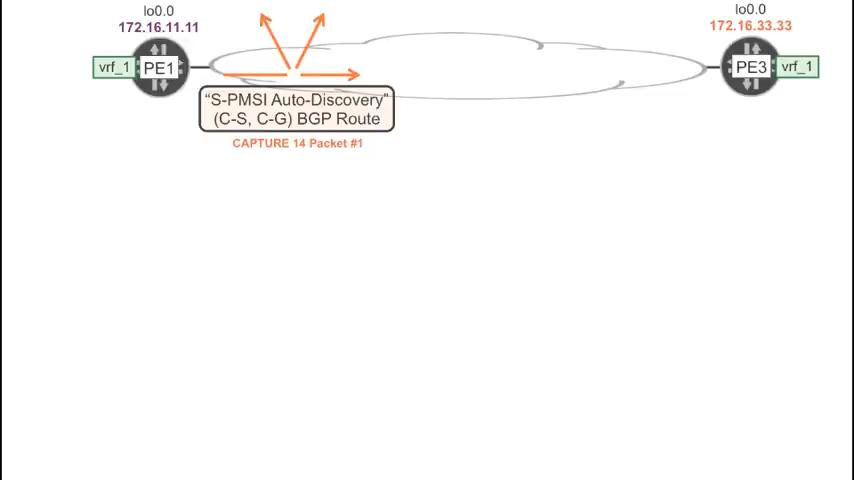 lo0.0
172.16.11.11
vrf_1
PE1
lo0.0
172.16.33.33
PE3
vrf_1
“S-PMSI Auto-Discovery”
(C-S, C-G) BGP Route
CAPTURE 14 Packet #1